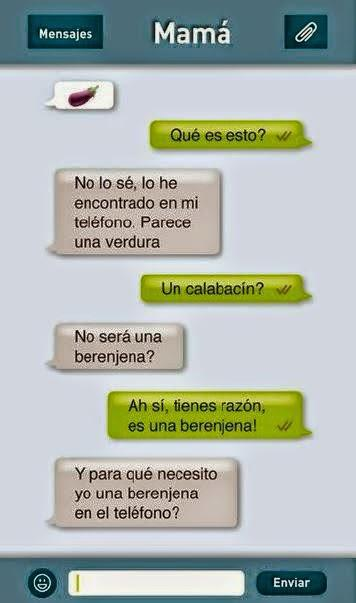 Mensajes
Mamá
Qué es esto?
No lo sé, lo he
encontrado en mi
teléfono. Parece
una verdura
Un calabacín?
No será una
berenjena?
Ah sí, tienes razón,
es una berenjena!
Y para qué necesito
yo una berenjena
en el teléfono?
Enviar